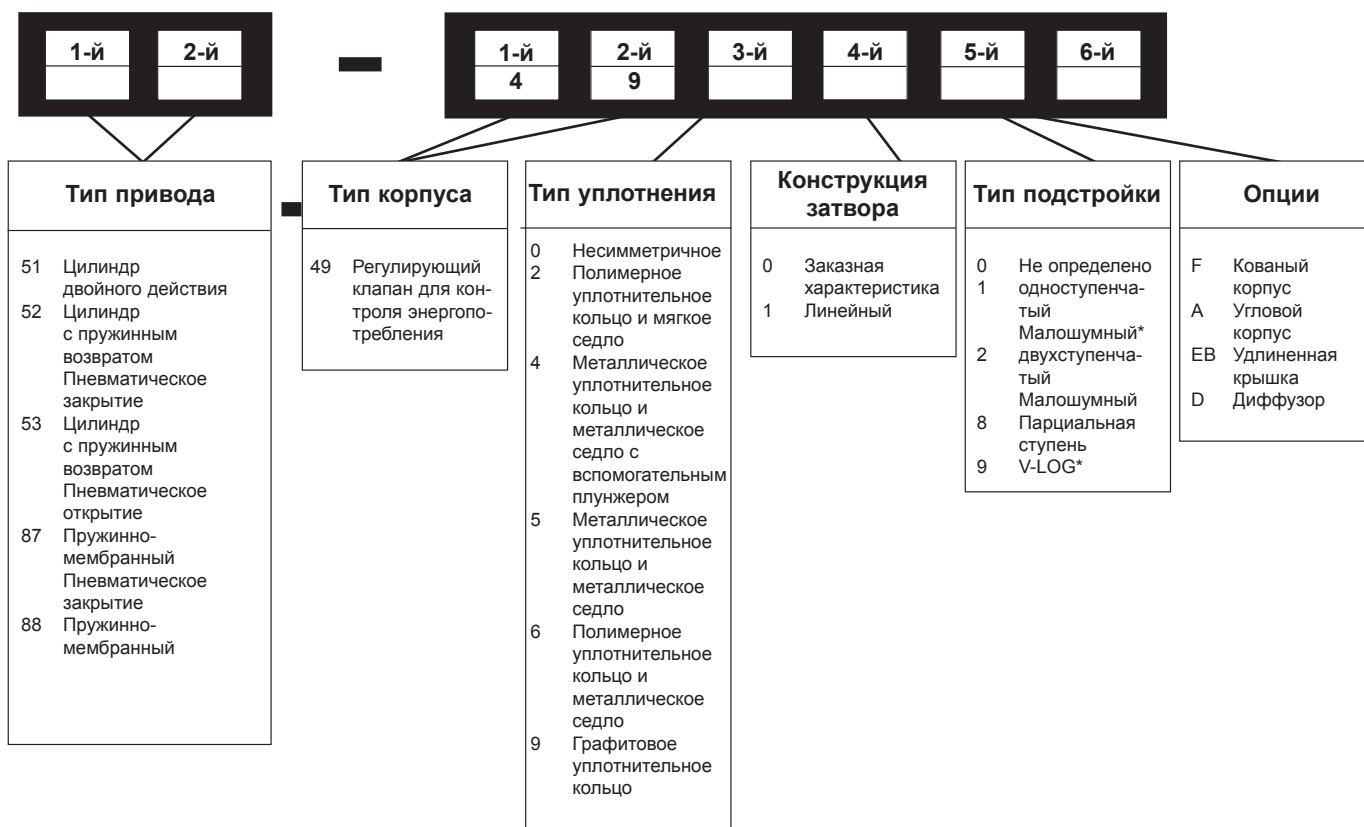 1-й 2-й 1-й 2-й 3-й 4-й 5-й 6-й
4 9
Тип привода
51 Цилиндр
двойного действия
52 Цилиндр
с пружинным
возвратом
Пневматическое
закрытие
53 Цилиндр
с пружинным
возвратом
Пневматическое
открытие
87 Пружинно-
мембранный
Пневматическое
закрытие
88 Пружинно-
мембранный
Тип корпуса
49 Регулирующий
клапан для кон-
троля энергопо-
требления
Тип уплотнения
0 Несимметричное
2 Полимерное
уплотнительное
кольцо и мягкое
седло
4 Металлическое
уплотнительное
кольцо и
металлическое
седло с
вспомогательным
плунжером
5 Металлическое
уплотнительное
кольцо и
металлическое
седло
6 Полимерное
уплотнительное
кольцо и
металлическое
седло
9 Графитовое
уплотнительное
кольцо
Конструкция
затвора
0 Заказная
характеристика
1 Линейный
Тип подстройки
0 Не определено
1 одноступенча-
тый
Малошумный*
2 двухступенча-
тый
Малошумный
8 Парциальная
ступень
9 V-LOG*
Опции
F Кованый
корпус
A Угловой
корпус
EB Удлиненная
крышка
D Диффузор